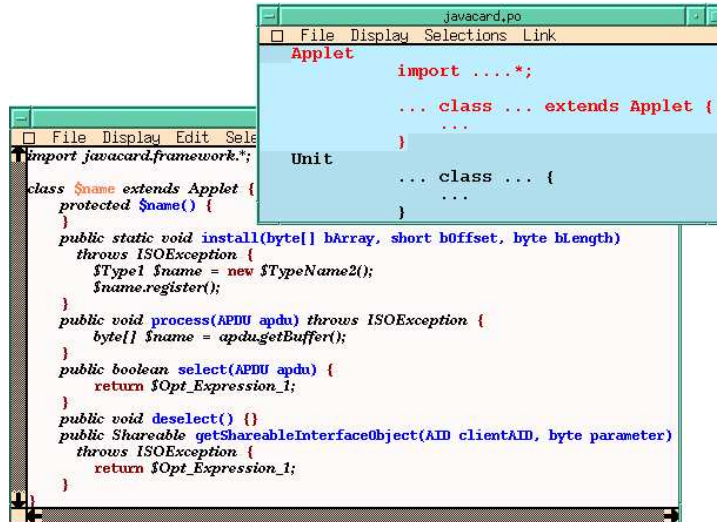 javacard.po
File Display Selections Link
Applet
import ....*;
... class ... extends Applet {
...
}
Unit
... class ... {
...
}
File Display Edit Sele
import javacard.framework.*;
class $name extends Applet {
protected $name() {
}
public static void install(byte[] bArray, short bOffset, byte bLength)
throws ISOException {
$Type1 $name = new $TypeName2();
$name.register();
}
public void process(APDU apdu) throws ISOException {
byte[] $name = apdu.getBuffer();
}
public boolean select(APDU apdu) {
return $Opt_Expression_1;
}
public void deselect() {}
public Shareable getShareableInterfaceObject(AID clientAID, byte parameter)
throws ISOException {
return $Opt_Expression_1;
}
}